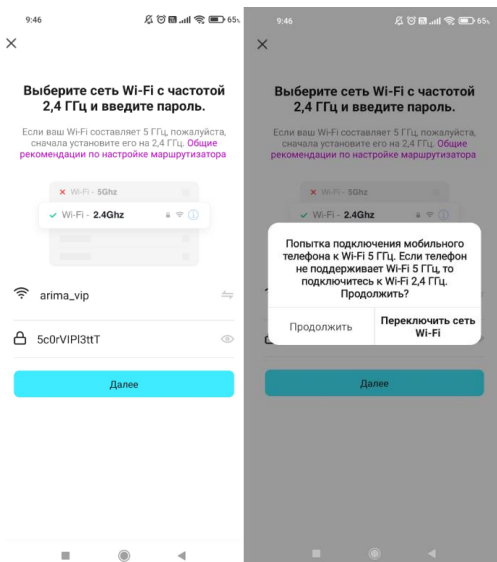 9:46
65%
Выберите сеть Wi-Fi с частотой
2,4 ГГц и введите пароль.
Если ваш Wi-Fi составляет 5 ГГц, пожалуйста,
сначала установите его на 2,4 ГГц. Общие
рекомендации по настройке маршрутизатора
Wi-Fi - 5Ghz
Wi-Fi - 2.4Ghz
arima_vip
5c0rVIPl3ttT
Далее
9:46
65%
Выберите сеть Wi-Fi с частотой
2,4 ГГц и введите пароль.
Если ваш Wi-Fi составляет 5 ГГц, пожалуйста,
сначала установите его на 2,4 ГГц. Общие
рекомендации по настройке маршрутизатора
Wi-Fi - 5Ghz
Wi-Fi - 2.4Ghz
Попытка подключения мобильного
телефона к Wi-Fi 5 ГГц. Если телефон
не поддерживает Wi-Fi 5 ГГц, то
подключитесь к Wi-Fi 2,4 ГГц.
Продолжить?
Продолжить
Переключить сеть
Wi-Fi
Далее